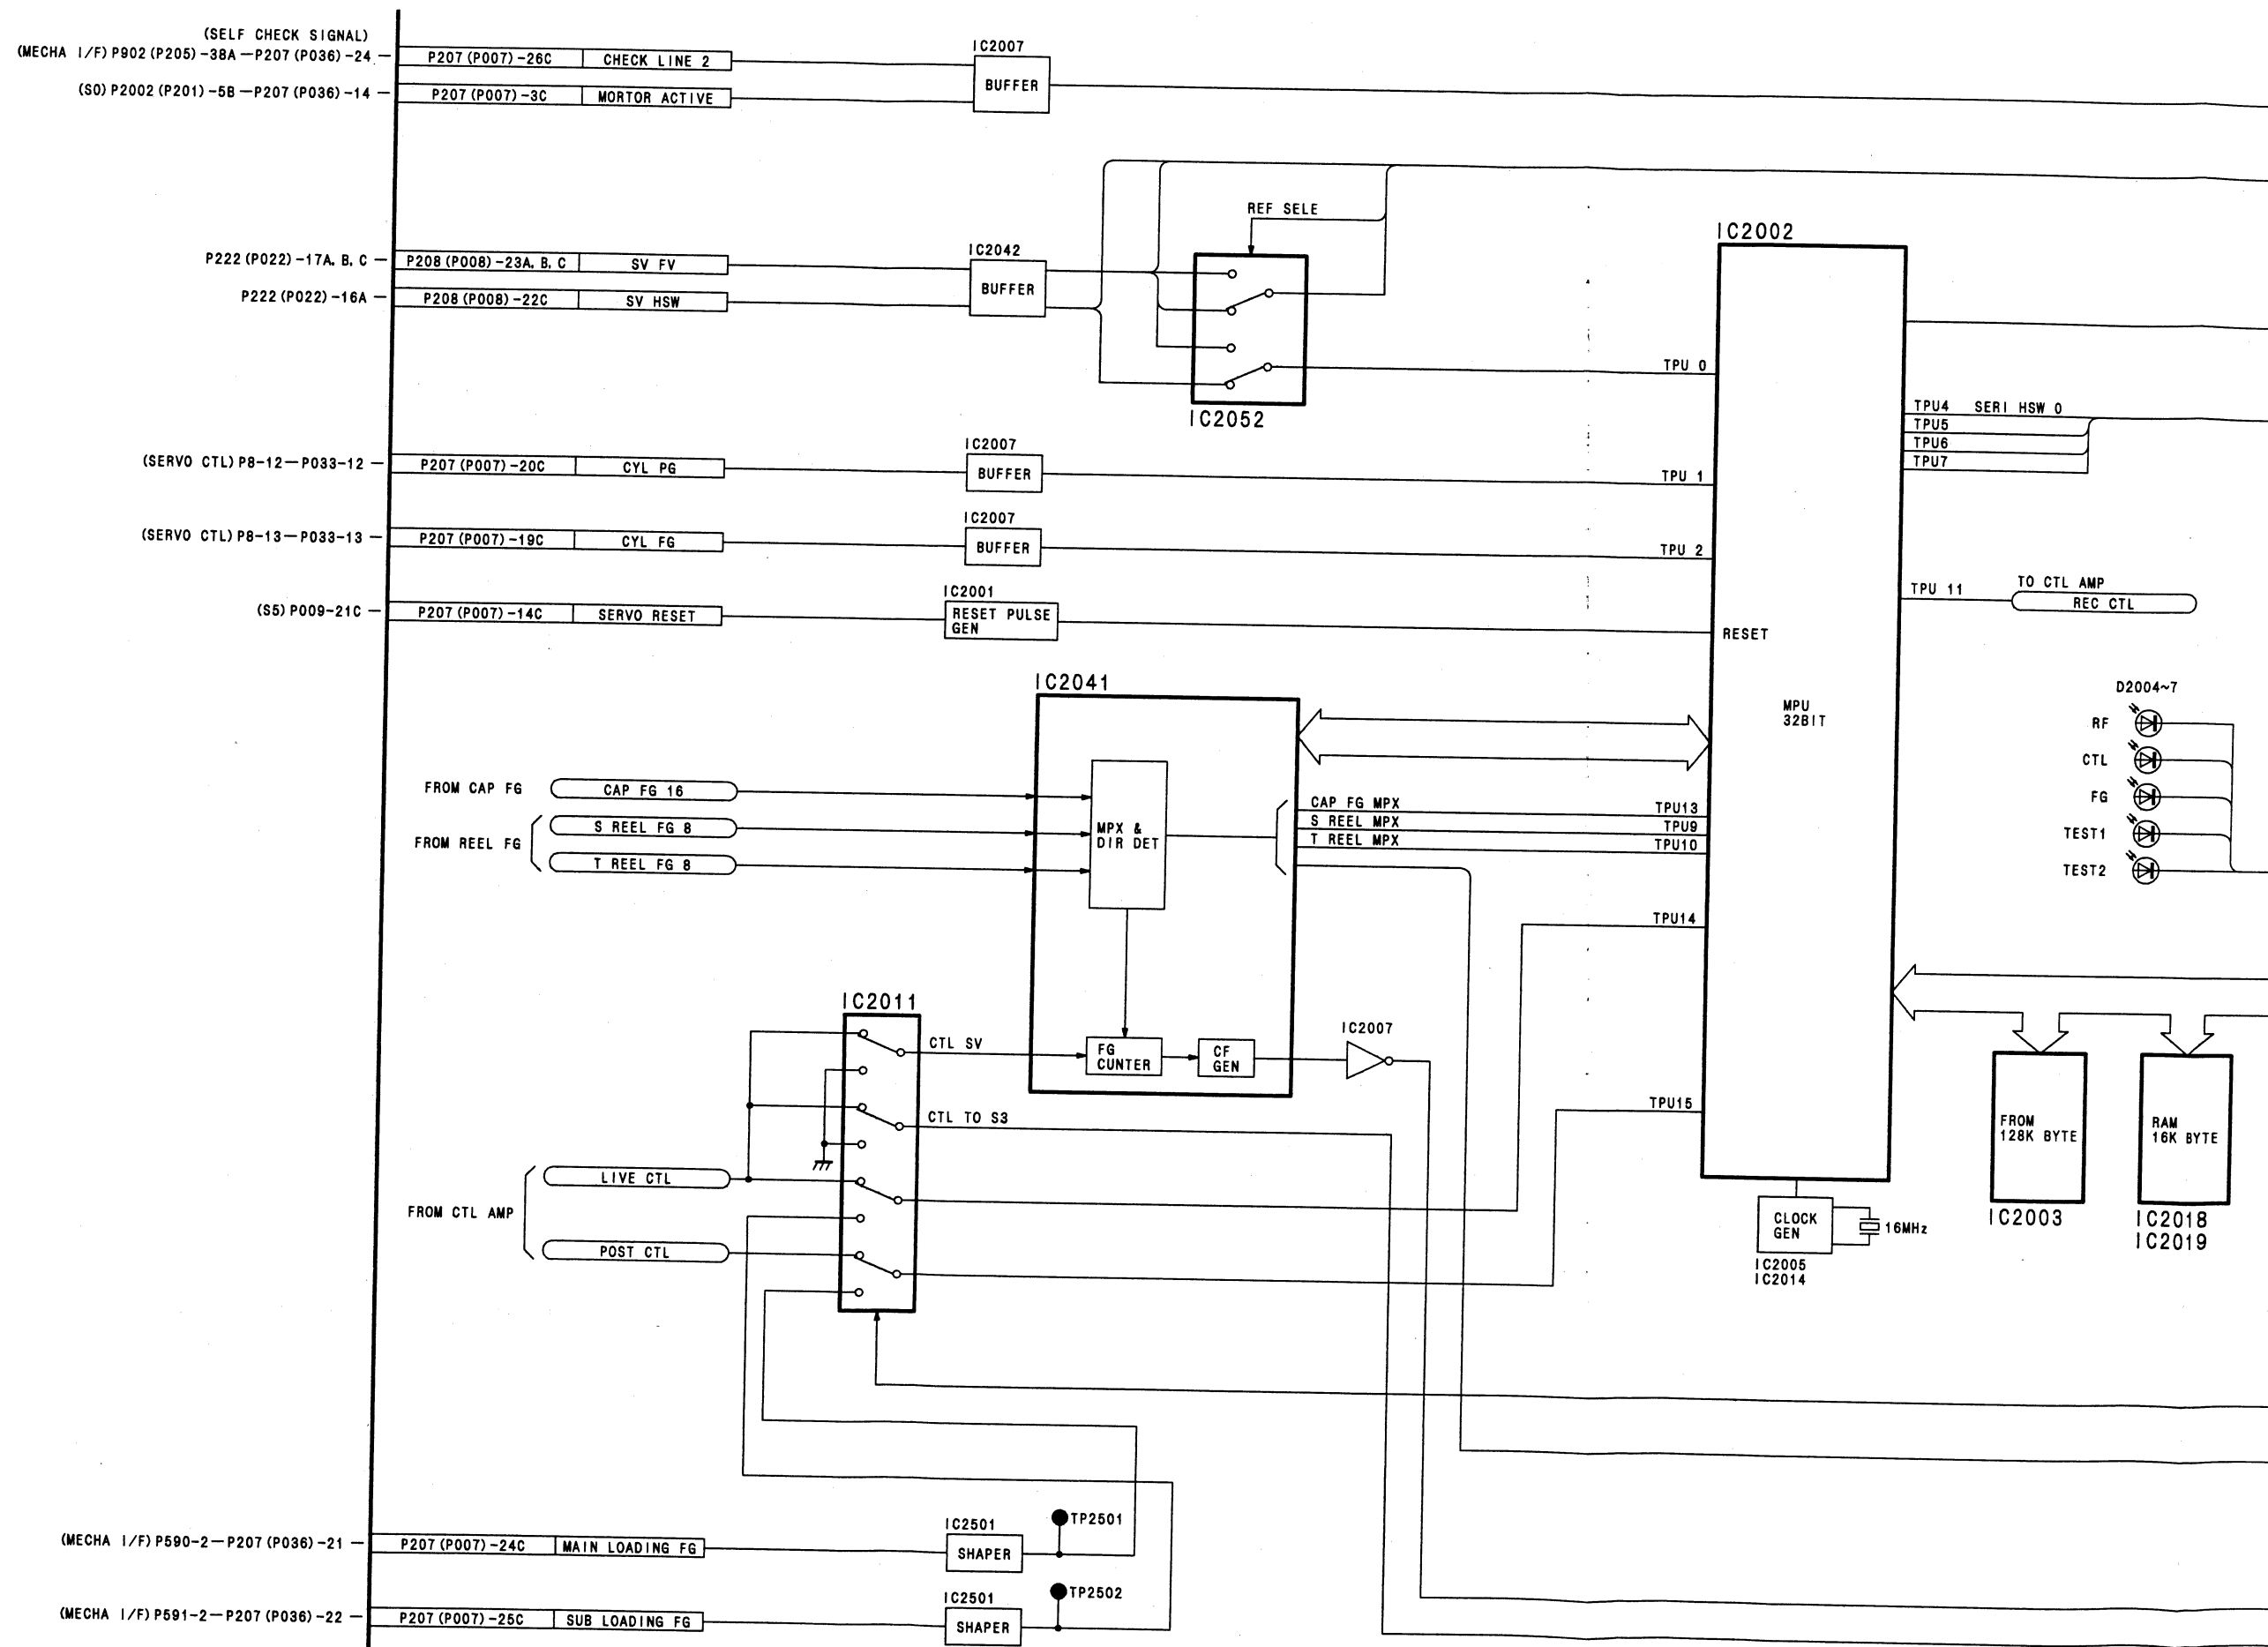 (SELF CHECK SIGNAL)
(MECHA I/F) P902 (P205) -38A — P207 (P036) -24
P207 (P007) -26C CHECK LINE 2
IC2007
BUFFER
(S0) P2002 (P201) -5B — P207 (P036) -14
P207 (P007) -3C MORTOR ACTIVE
REF SELE
P222 (P022) -17A, B, C
P208 (P008) -23A, B, C SV FV
IC2042
BUFFER
P222 (P022) -16A
P208 (P008) -22C SV HSW
IC2052
IC2002
TPU 0
TPU4 SERI HSW 0
TPU5
TPU6
TPU7
(SERVO CTL) P8-12 — P033-12
P207 (P007) -20C CYL PG
IC2007
BUFFER
TPU 1
(SERVO CTL) P8-13 — P033-13
P207 (P007) -19C CYL FG
IC2007
BUFFER
TPU 2
(S5) P009-21C
P207 (P007) -14C SERVO RESET
IC2001
RESET PULSE
GEN
RESET
TPU 11
TO CTL AMP
REC CTL
MPU
32BIT
D2004~7
RF
CTL
FG
TEST1
TEST2
IC2041
FROM CAP FG
CAP FG 16
FROM REEL FG
S REEL FG 8
T REEL FG 8
MPX &
DIR DET
CAP FG MPX
TPU13
S REEL MPX
TPU9
T REEL MPX
TPU10
TPU14
IC2011
CTL SV
FG
CUNTER
CF
GEN
IC2007
CTL TO S3
TPU15
FROM CTL AMP
LIVE CTL
POST CTL
CLOCK
GEN
16MHz
IC2005
IC2014
FROM
128K BYTE
IC2003
RAM
16K BYTE
IC2018
IC2019
(MECHA I/F) P590-2 — P207 (P036) -21
P207 (P007) -24C MAIN LOADING FG
IC2501
SHAPER
TP2501
(MECHA I/F) P591-2 — P207 (P036) -22
P207 (P007) -25C SUB LOADING FG
IC2501
SHAPER
TP2502